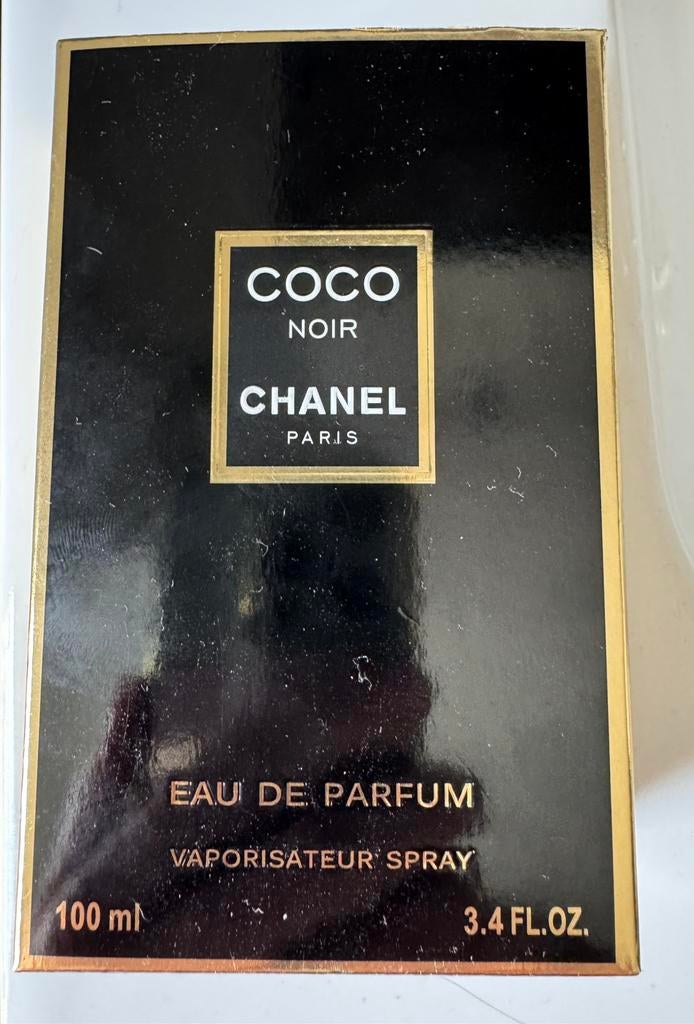 COCO
NOIR
CHANEL
PARIS
EAU DE PARFUM
VAPORISATEUR SPRAY
100 ml 3.4 FL.OZ.